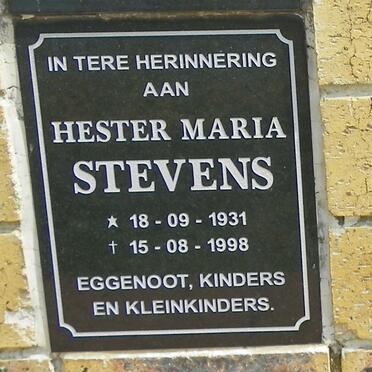 IN TERE HERINNERING
AAN
HESTER MARIA
STEVENS
★ 18 - 09 - 1931
† 15 - 08 - 1998
EGGENOOT, KINDERS
EN KLEINKINDERS.